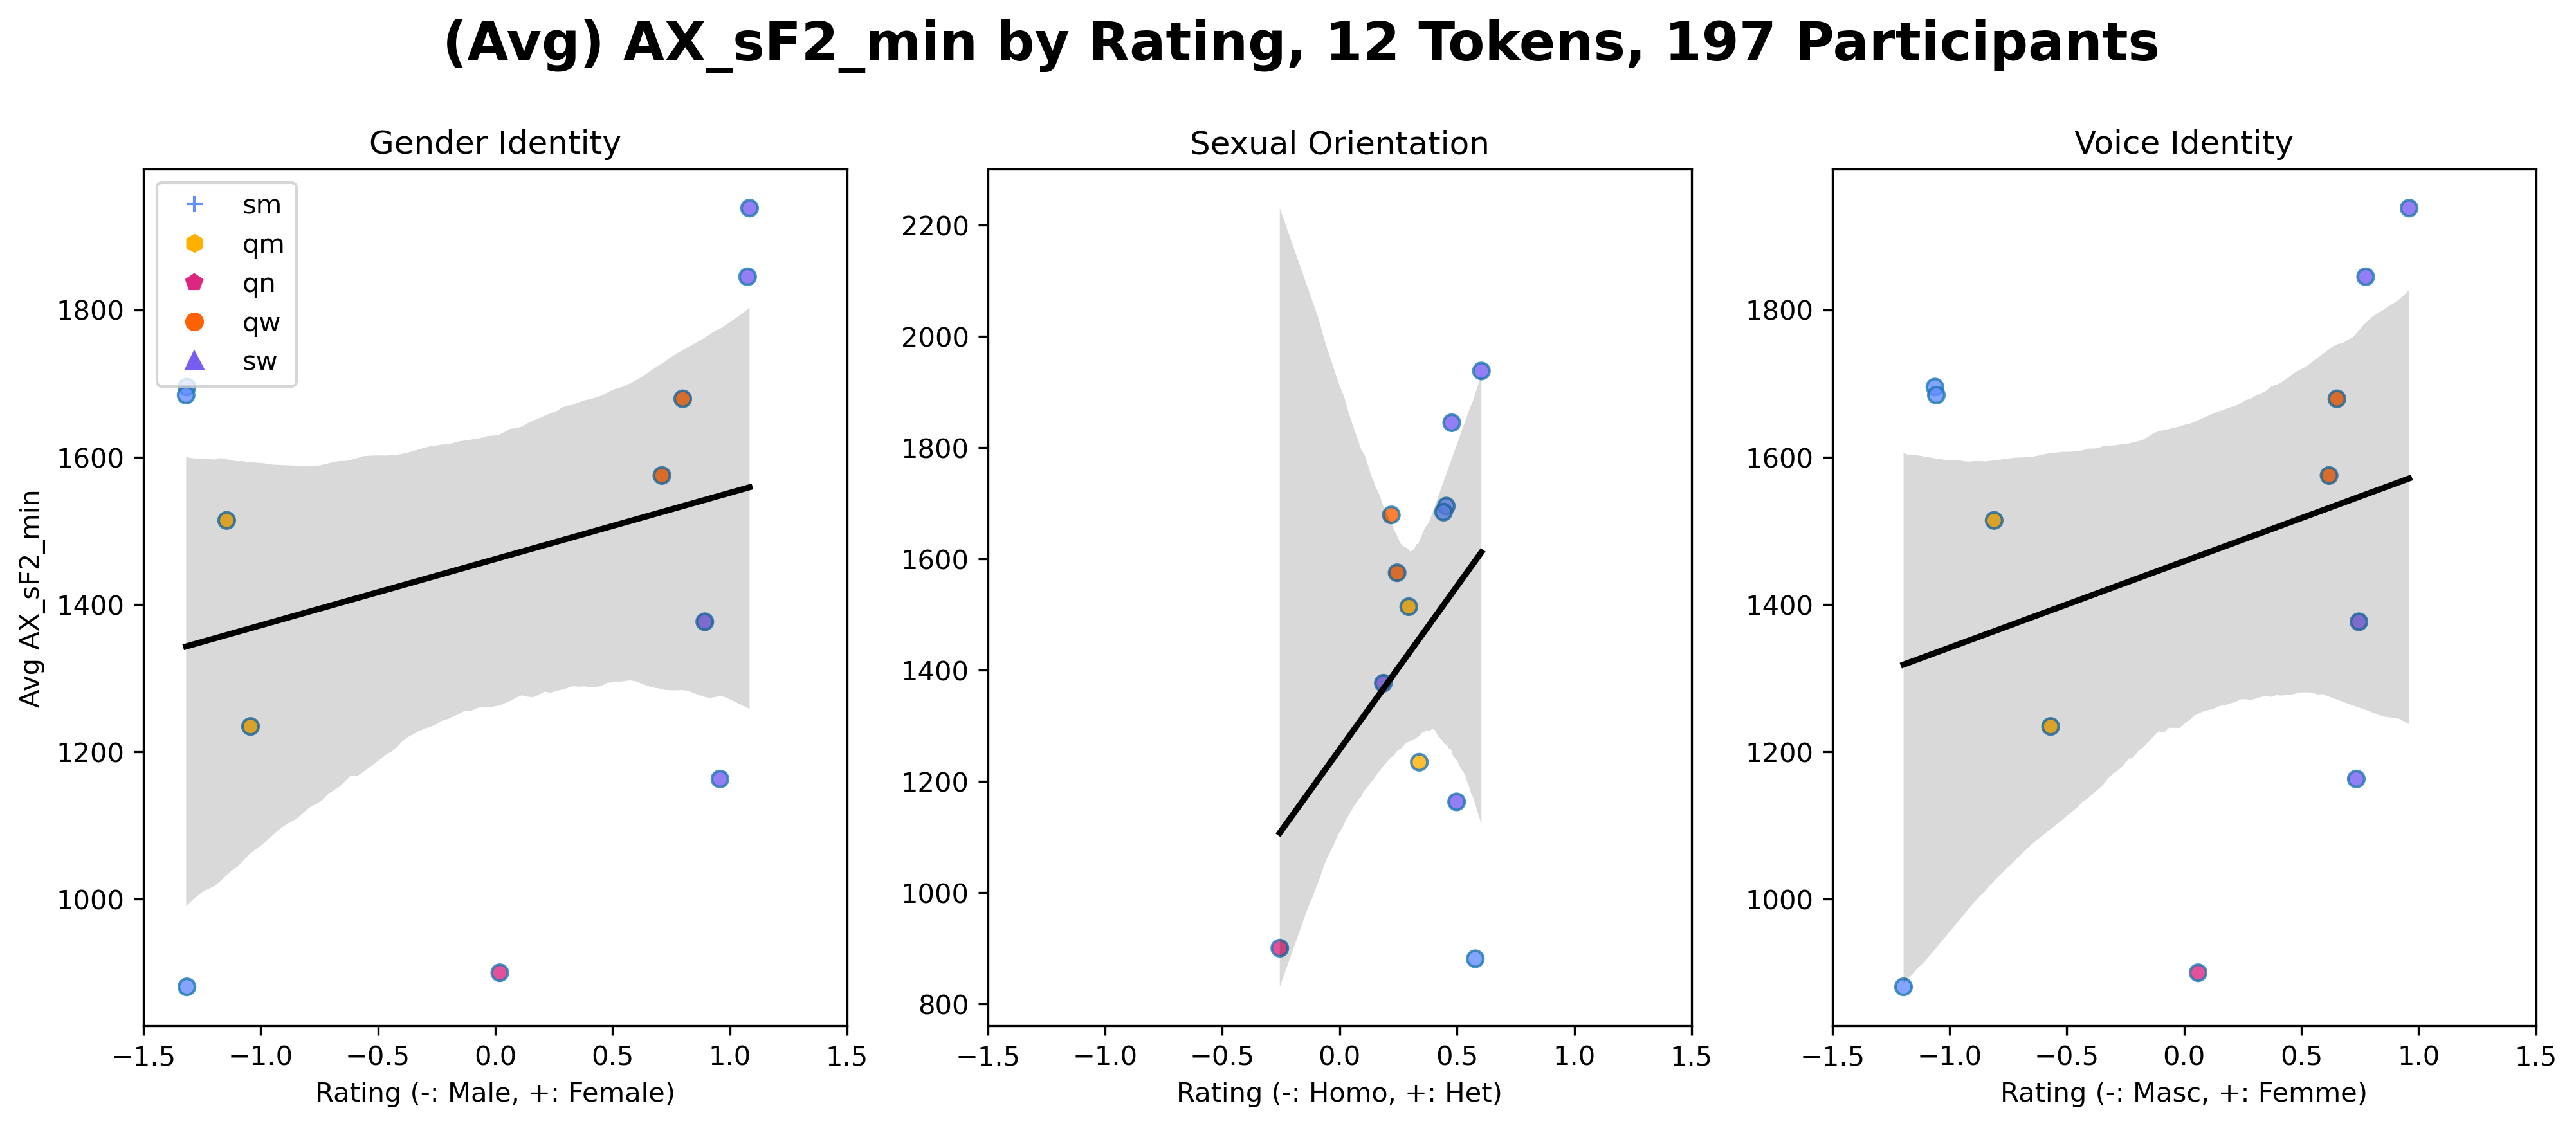 (Avg) AX_sF2_min by Rating, 12 Tokens, 197 Participants
Gender Identity
Sexual Orientation
Voice Identity
sm
qm
qn
qw
sw
Avg AX_sF2_min
1800
1600
1400
1200
1000
−1.5 −1.0 −0.5 0.0 0.5 1.0 1.5
Rating (-: Male, +: Female)
2200
2000
1800
1600
1400
1200
1000
800
−1.5 −1.0 −0.5 0.0 0.5 1.0 1.5
Rating (-: Homo, +: Het)
1800
1600
1400
1200
1000
−1.5 −1.0 −0.5 0.0 0.5 1.0 1.5
Rating (-: Masc, +: Femme)